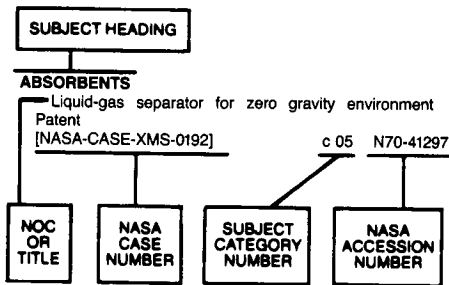 SUBJECT HEADING
ABSORBENTS
Liquid-gas separator for zero gravity environment
Patent
[NASA-CASE-XMS-0192] c 05 N70-41297
NOC
OR
TITLE
NASA
CASE
NUMBER
SUBJECT
CATEGORY
NUMBER
NASA
ACCESSION
NUMBER